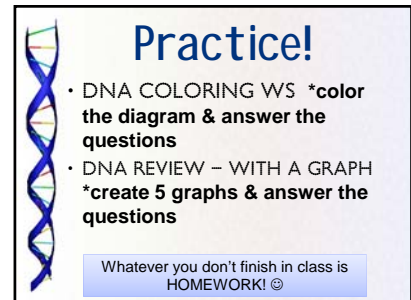 Practice!
• DNA COLORING WS *color
the diagram & answer the
questions
• DNA REVIEW – WITH A GRAPH
*create 5 graphs & answer the
questions
Whatever you don't finish in class is
HOMEWORK! ☺